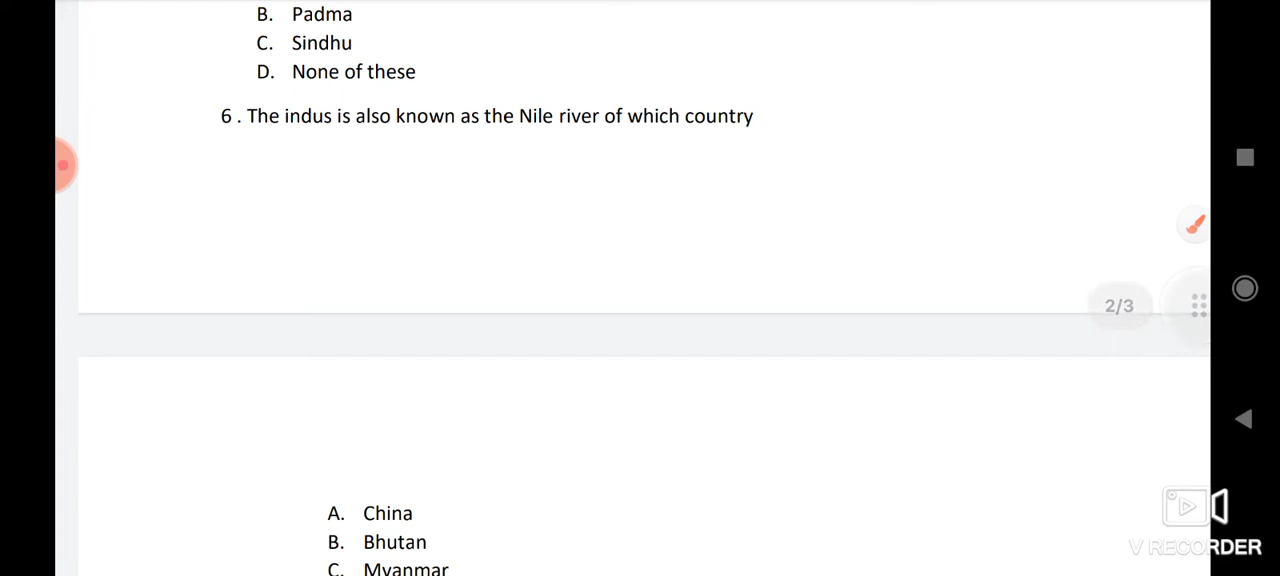 B. Padma
C. Sindhu
D. None of these
6 . The indus is also known as the Nile river of which country
2/3
A. China
B. Bhutan
C. Myanmar
V RECORDER